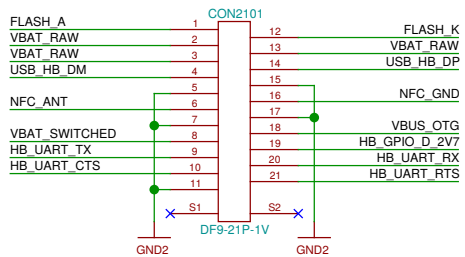 CON2101
FLASH_A 1
12 FLASH_K
VBAT_RAW 2
13 VBAT_RAW
VBAT_RAW 3
14 USB_HB_DP
USB_HB_DM 4
15
5
16 NFC_GND
NFC_ANT 6
17
7
18 VBUS_OTG
VBAT_SWITCHED 8
19 HB_GPIO_D_2V7
HB_UART_TX 9
20 HB_UART_RX
HB_UART_CTS 10
21 HB_UART_RTS
11
S1
S2
DF9-21P-1V
GND2
GND2